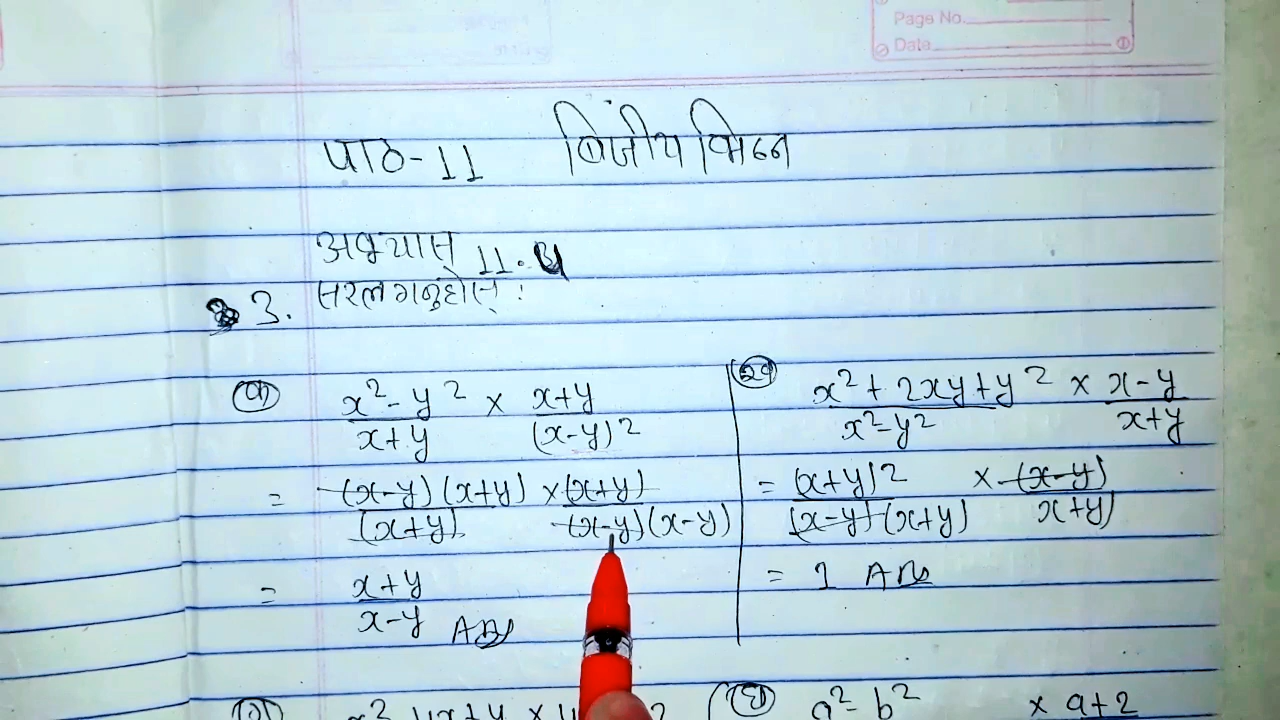 Page No.
Date
पाठ-11 बिजीय भिन्न
अभ्यास 11.4
3. सरल गर्नुहोस् :
(क) x²-y²/x+y × x+y/(x-y)²
= (x-y)(x+y)/(x+y) × (x+y)/(x-y)(x-y)
= x+y/x-y Ans
(ख) x²+2xy+y²/x²-y² × x-y/x+y
= (x+y)²/(x-y)(x+y) × (x-y)/x+y
= 1 Ans
(ग)
(घ) a²-b² × a+2